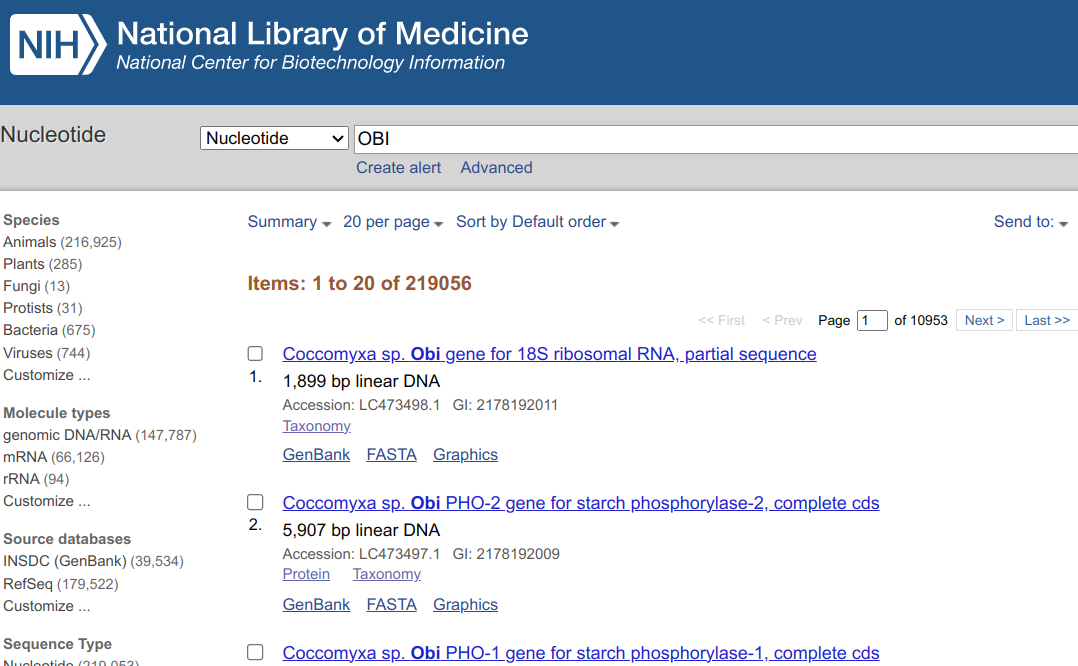 NIH National Library of Medicine
National Center for Biotechnology Information
Nucleotide
Nucleotide
OBI
Create alert Advanced
Species
Animals (216,925)
Plants (285)
Fungi (13)
Protists (31)
Bacteria (675)
Viruses (744)
Customize ...
Molecule types
genomic DNA/RNA (147,787)
mRNA (66,126)
rRNA (94)
Customize ...
Source databases
INSDC (GenBank) (39,534)
RefSeq (179,522)
Customize ...
Sequence Type
Nucleotide (219,053)
Summary 20 per page Sort by Default order Send to:
Items: 1 to 20 of 219056
<< First < Prev Page 1 of 10953 Next > Last >>
Coccomyxa sp. Obi gene for 18S ribosomal RNA, partial sequence
1. 1,899 bp linear DNA
Accession: LC473498.1 GI: 2178192011
Taxonomy
GenBank FASTA Graphics
Coccomyxa sp. Obi PHO-2 gene for starch phosphorylase-2, complete cds
2. 5,907 bp linear DNA
Accession: LC473497.1 GI: 2178192009
Protein Taxonomy
GenBank FASTA Graphics
Coccomyxa sp. Obi PHO-1 gene for starch phosphorylase-1, complete cds